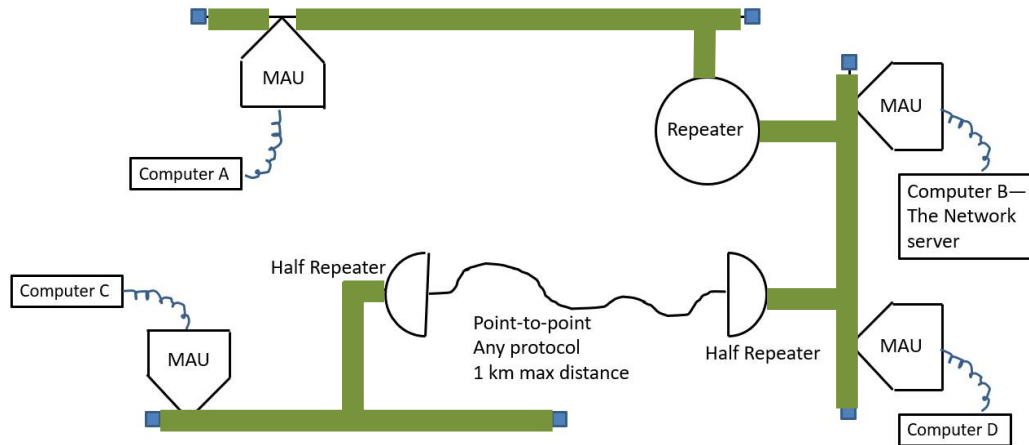 MAU
Computer A
Repeater
MAU
Computer B—
The Network
server
Half Repeater
Computer C
MAU
Point-to-point
Any protocol
1 km max distance
Half Repeater
MAU
Computer D